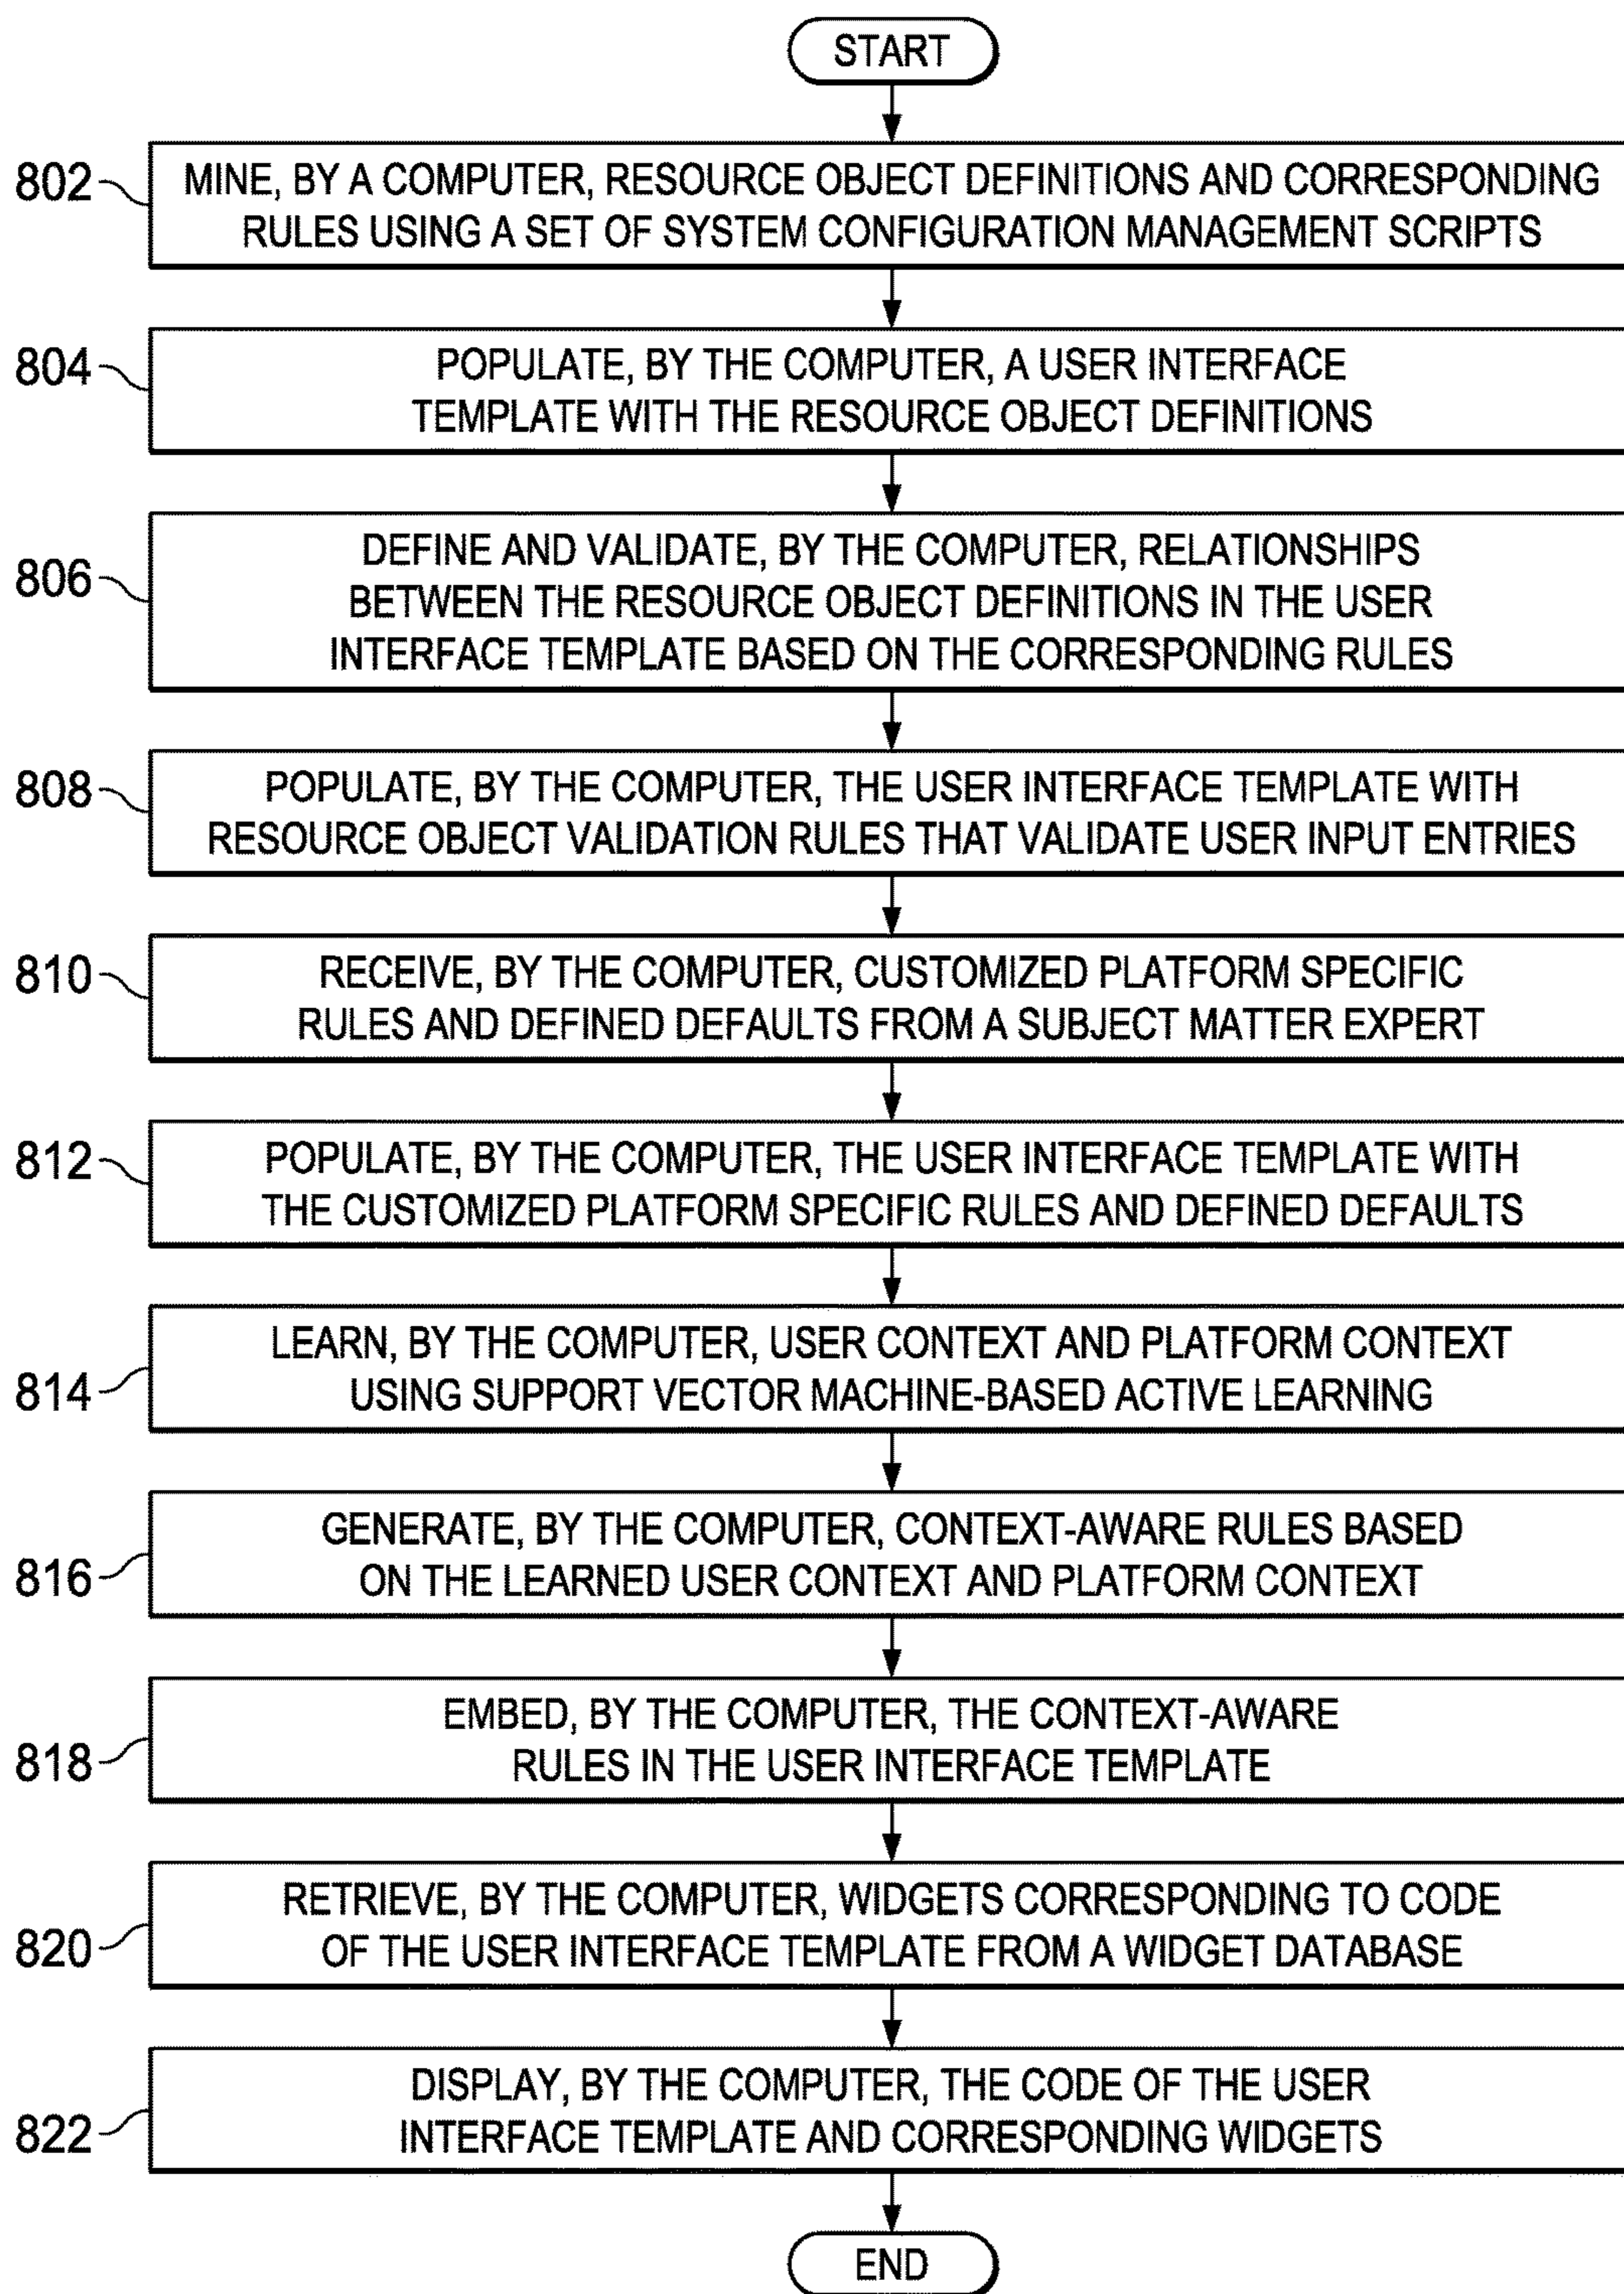 START
802
MINE, BY A COMPUTER, RESOURCE OBJECT DEFINITIONS AND CORRESPONDING
RULES USING A SET OF SYSTEM CONFIGURATION MANAGEMENT SCRIPTS
804
POPULATE, BY THE COMPUTER, A USER INTERFACE
TEMPLATE WITH THE RESOURCE OBJECT DEFINITIONS
806
DEFINE AND VALIDATE, BY THE COMPUTER, RELATIONSHIPS
BETWEEN THE RESOURCE OBJECT DEFINITIONS IN THE USER
INTERFACE TEMPLATE BASED ON THE CORRESPONDING RULES
808
POPULATE, BY THE COMPUTER, THE USER INTERFACE TEMPLATE WITH
RESOURCE OBJECT VALIDATION RULES THAT VALIDATE USER INPUT ENTRIES
810
RECEIVE, BY THE COMPUTER, CUSTOMIZED PLATFORM SPECIFIC
RULES AND DEFINED DEFAULTS FROM A SUBJECT MATTER EXPERT
812
POPULATE, BY THE COMPUTER, THE USER INTERFACE TEMPLATE WITH
THE CUSTOMIZED PLATFORM SPECIFIC RULES AND DEFINED DEFAULTS
814
LEARN, BY THE COMPUTER, USER CONTEXT AND PLATFORM CONTEXT
USING SUPPORT VECTOR MACHINE-BASED ACTIVE LEARNING
816
GENERATE, BY THE COMPUTER, CONTEXT-AWARE RULES BASED
ON THE LEARNED USER CONTEXT AND PLATFORM CONTEXT
818
EMBED, BY THE COMPUTER, THE CONTEXT-AWARE
RULES IN THE USER INTERFACE TEMPLATE
820
RETRIEVE, BY THE COMPUTER, WIDGETS CORRESPONDING TO CODE
OF THE USER INTERFACE TEMPLATE FROM A WIDGET DATABASE
822
DISPLAY, BY THE COMPUTER, THE CODE OF THE USER
INTERFACE TEMPLATE AND CORRESPONDING WIDGETS
END